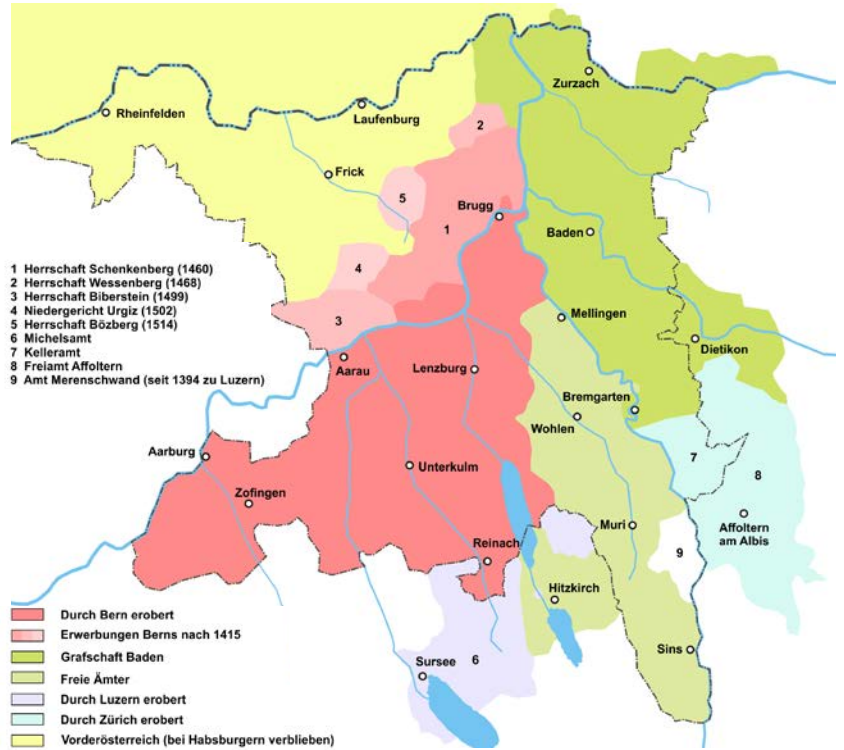 Zurzach
Rheinfelden
Laufenburg
2
Frick
5
Brugg
1
Baden
4
1 Herrschaft Schenkenberg (1460)
2 Herrschaft Wessenberg (1468)
3 Herrschaft Biberstein (1499)
4 Niedergericht Urgiz (1502)
5 Herrschaft Bözberg (1514)
6 Michelsamt
7 Kelleramt
8 Freiamt Affoltern
9 Amt Merenschwand (seit 1394 zu Luzern)
3
Mellingen
Aarau
Dietikon
Lenzburg
Bremgarten
Wohlen
Aarburg
7
Unterkulm
8
Zofingen
Muri
Affoltern
am Albis
Reinach
9
Hitzkirch
Sins
6
Sursee
Durch Bern erobert
Erwerbungen Berns nach 1415
Grafschaft Baden
Freie Ämter
Durch Luzern erobert
Durch Zürich erobert
Vorderösterreich (bei Habsburgern verblieben)